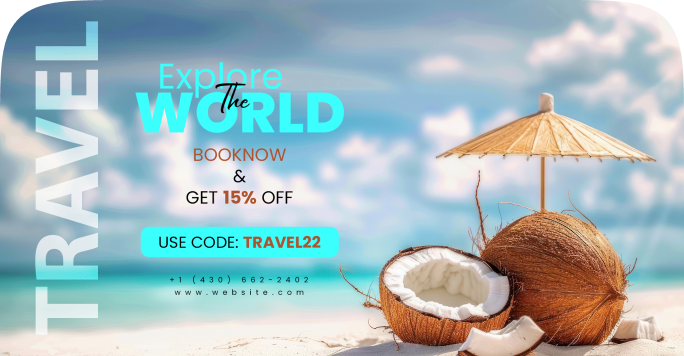 TRAVEL
Explore
The
WORLD
BOOKNOW
&
GET 15% OFF
USE CODE: TRAVEL22
+1 (430) 662-2402
www.website.com